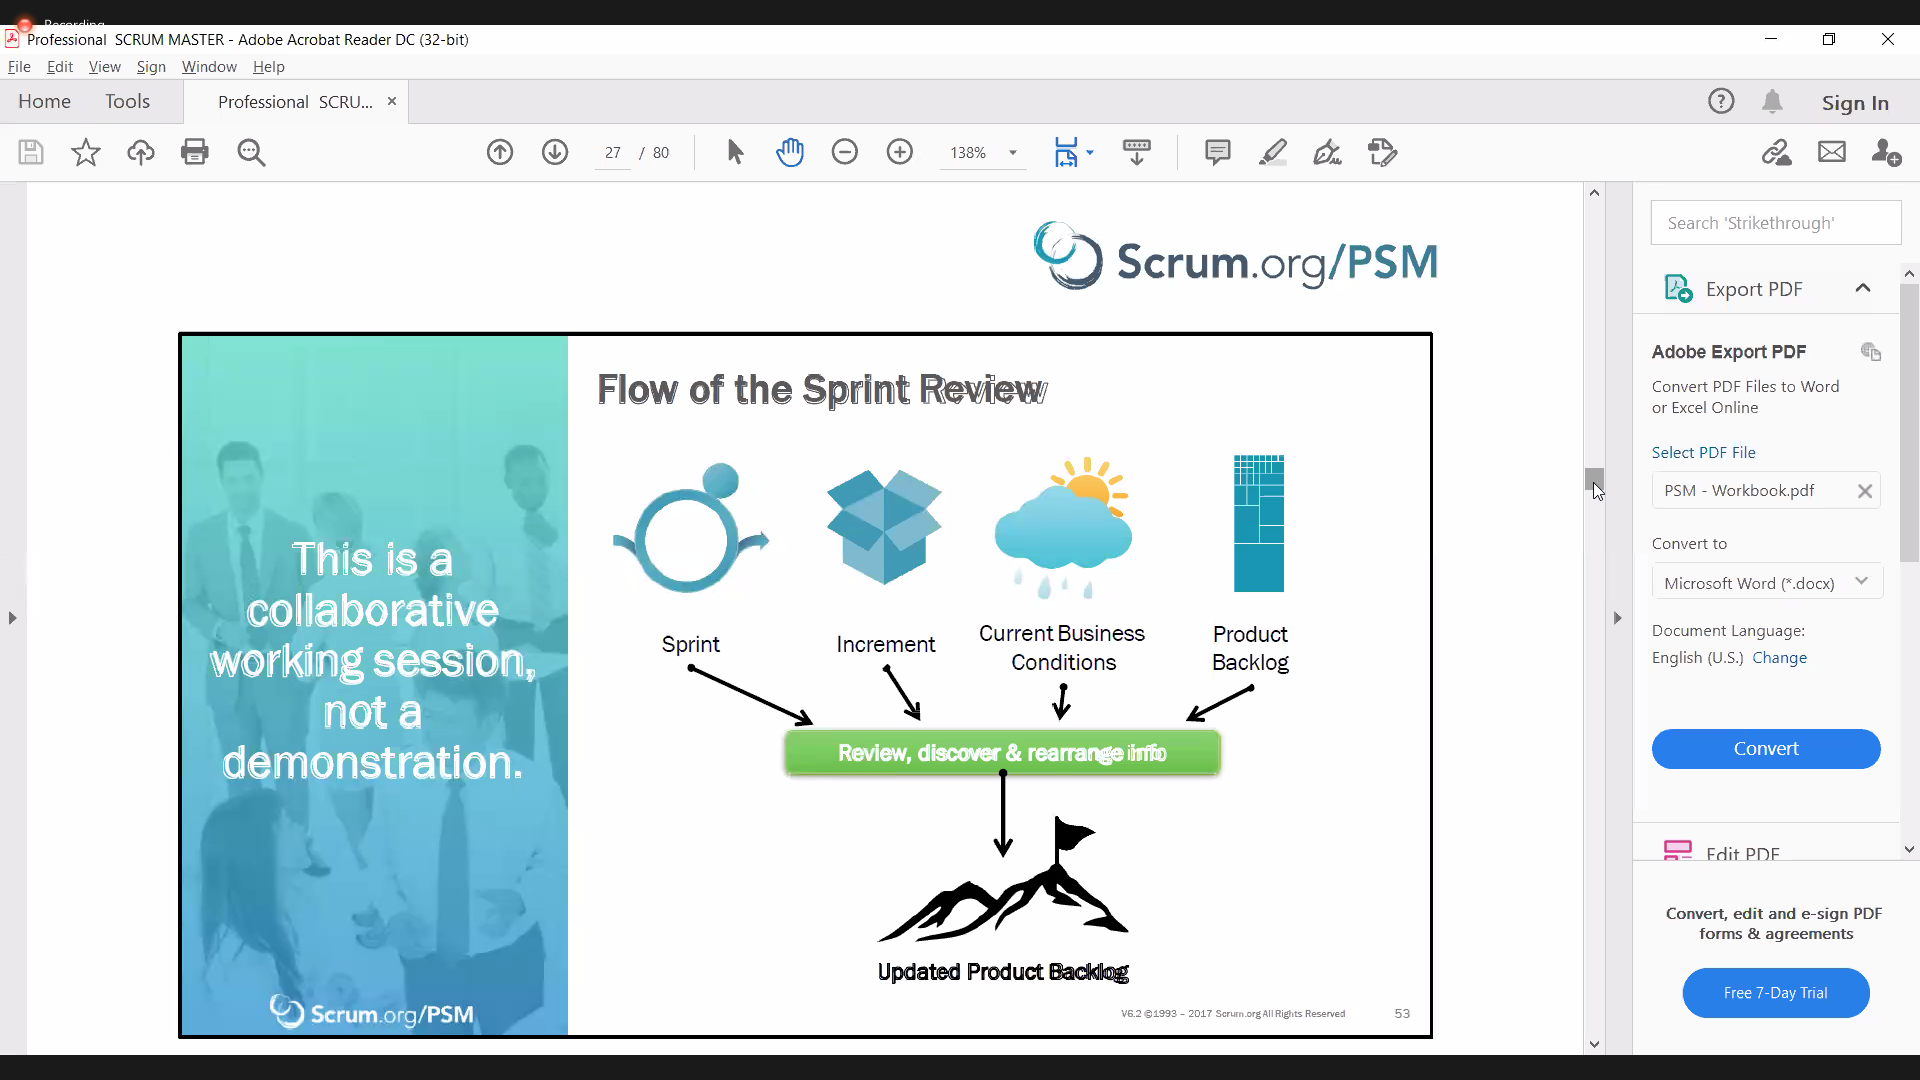 Recording
Professional SCRUM MASTER - Adobe Acrobat Reader DC (32-bit)
File Edit View Sign Window Help
Home Tools Professional SCRU... Sign In
27 / 80 138%
Search 'Strikethrough'
Scrum.org/PSM
Export PDF
Adobe Export PDF
Convert PDF Files to Word
or Excel Online
Select PDF File
PSM - Workbook.pdf
Convert to
Microsoft Word (*.docx)
Document Language:
English (U.S.) Change
Convert
Edit PDF
Convert, edit and e-sign PDF
forms & agreements
Free 7-Day Trial
This is a
collaborative
working session,
not a
demonstration.
Scrum.org/PSM
Flow of the Sprint Review
Sprint
Increment
Current Business
Conditions
Product
Backlog
Review, discover & rearrange info
Updated Product Backlog
V6.2 ©1993 – 2017 Scrum.org All Rights Reserved 53